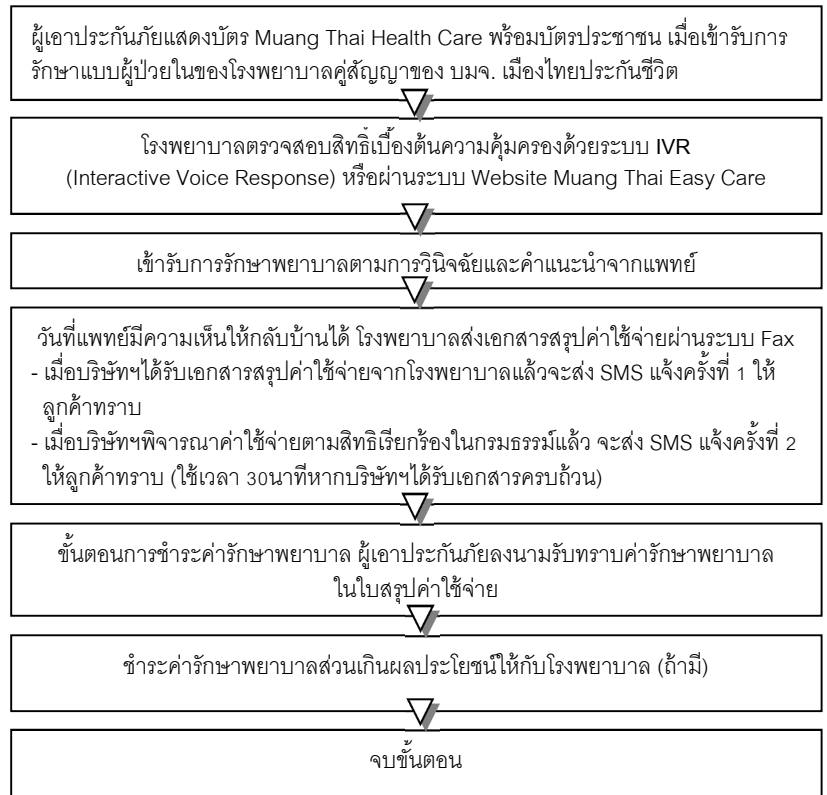 ผู้เอาประกันภัยแสดงบัตร Muang Thai Health Care พร้อมบัตรประชาชน เมื่อเข้ารับการ
รักษาแบบผู้ป่วยในของโรงพยาบาลคู่สัญญาของ บมจ. เมืองไทยประกันชีวิต
โรงพยาบาลตรวจสอบสิทธิ์เบื้องต้นความคุ้มครองด้วยระบบ IVR
(Interactive Voice Response) หรือผ่านระบบ Website Muang Thai Easy Care
เข้ารับการรักษาพยาบาลตามการวินิจฉัยและคำแนะนำจากแพทย์
วันที่แพทย์มีความเห็นให้กลับบ้านได้ โรงพยาบาลส่งเอกสารสรุปค่าใช้จ่ายผ่านระบบ Fax
- เมื่อบริษัทฯได้รับเอกสารสรุปค่าใช้จ่ายจากโรงพยาบาลแล้วจะส่ง SMS แจ้งครั้งที่ 1 ให้
ลูกค้าทราบ
- เมื่อบริษัทฯพิจารณาค่าใช้จ่ายตามสิทธิเรียกร้องในกรมธรรม์แล้ว จะส่ง SMS แจ้งครั้งที่ 2
ให้ลูกค้าทราบ (ใช้เวลา 30นาทีหากบริษัทฯได้รับเอกสารครบถ้วน)
ขั้นตอนการชำระค่ารักษาพยาบาล ผู้เอาประกันภัยลงนามรับทราบค่ารักษาพยาบาล
ในใบสรุปค่าใช้จ่าย
ชำระค่ารักษาพยาบาลส่วนเกินผลประโยชน์ให้กับโรงพยาบาล (ถ้ามี)
จบขั้นตอน